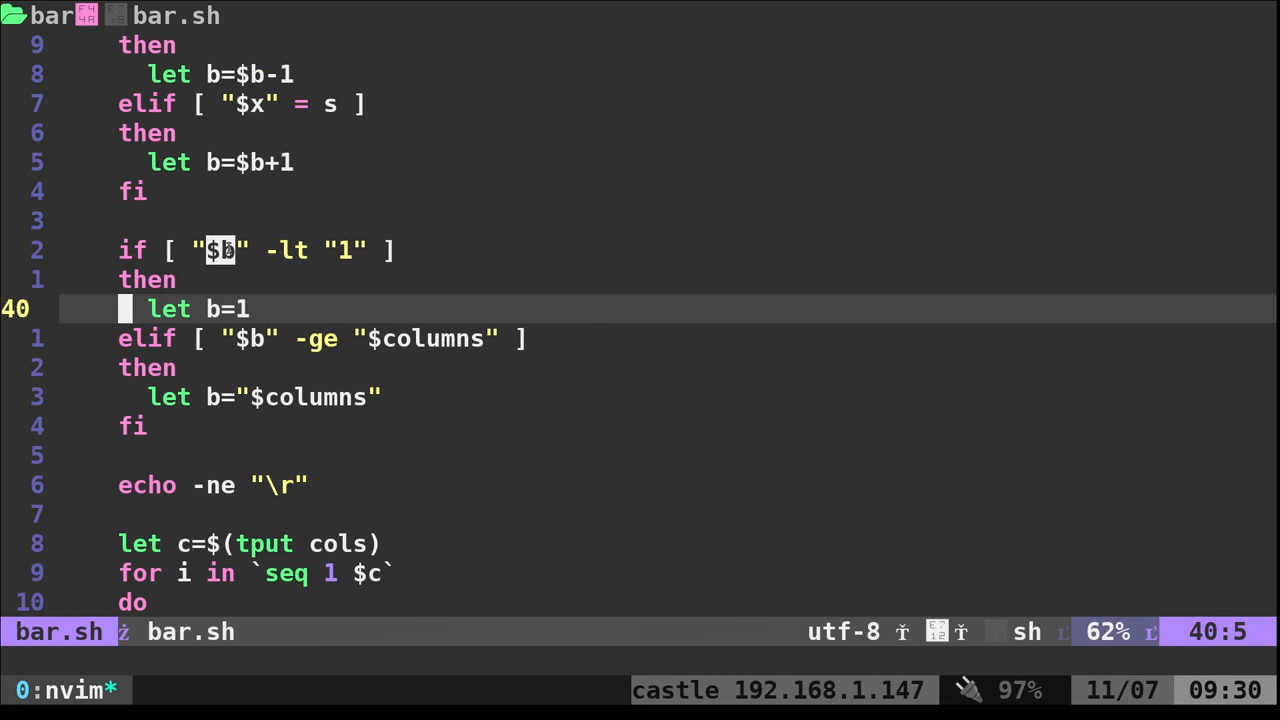 bar bar.sh
9 then
8 let b=$b-1
7 elif [ "$x" = s ]
6 then
5 let b=$b+1
4 fi
3
2 if [ "$b" -lt "1" ]
1 then
40 let b=1
1 elif [ "$b" -ge "$columns" ]
2 then
3 let b="$columns"
4 fi
5
6 echo -ne "\r"
7
8 let c=$(tput cols)
9 for i in `seq 1 $c`
10 do
bar.sh ż bar.sh utf-8 Ť E712 Ť sh 62% ľ 40:5
0:nvim* castle 192.168.1.147 97% 11/07 09:30